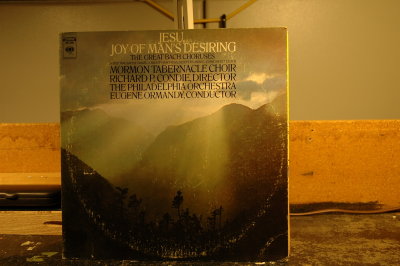 JESU,
JOY OF MAN'S DESIRING
THE GREAT BACH CHORUSES
MORMON TABERNACLE CHOIR
RICHARD P. CONDIE, DIRECTOR
THE PHILADELPHIA ORCHESTRA
EUGENE ORMANDY, CONDUCTOR